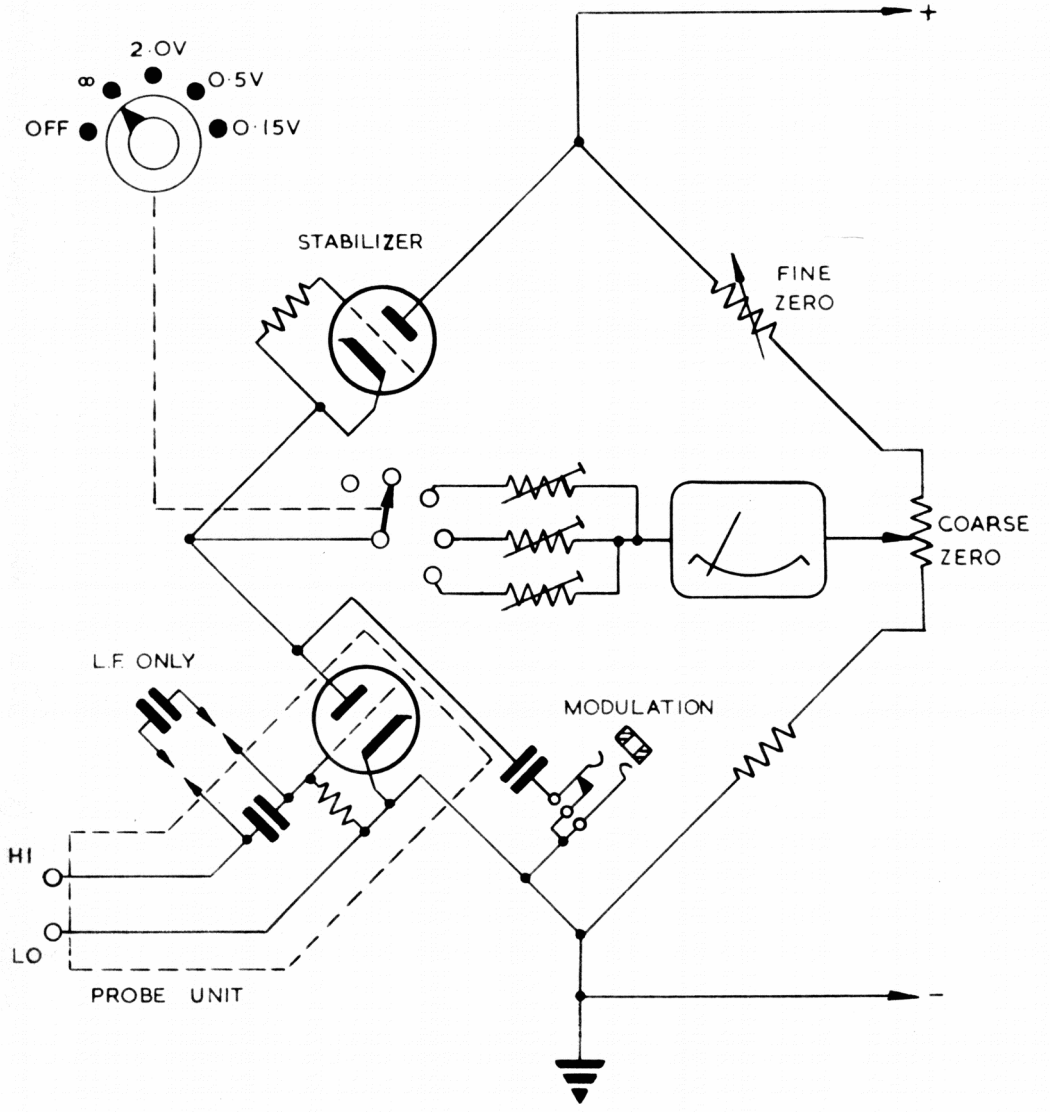 +
2.0V
∞
0.5V
OFF
0.15V
STABILIZER
FINE
ZERO
COARSE
ZERO
L.F. ONLY
MODULATION
HI
LO
PROBE UNIT
-